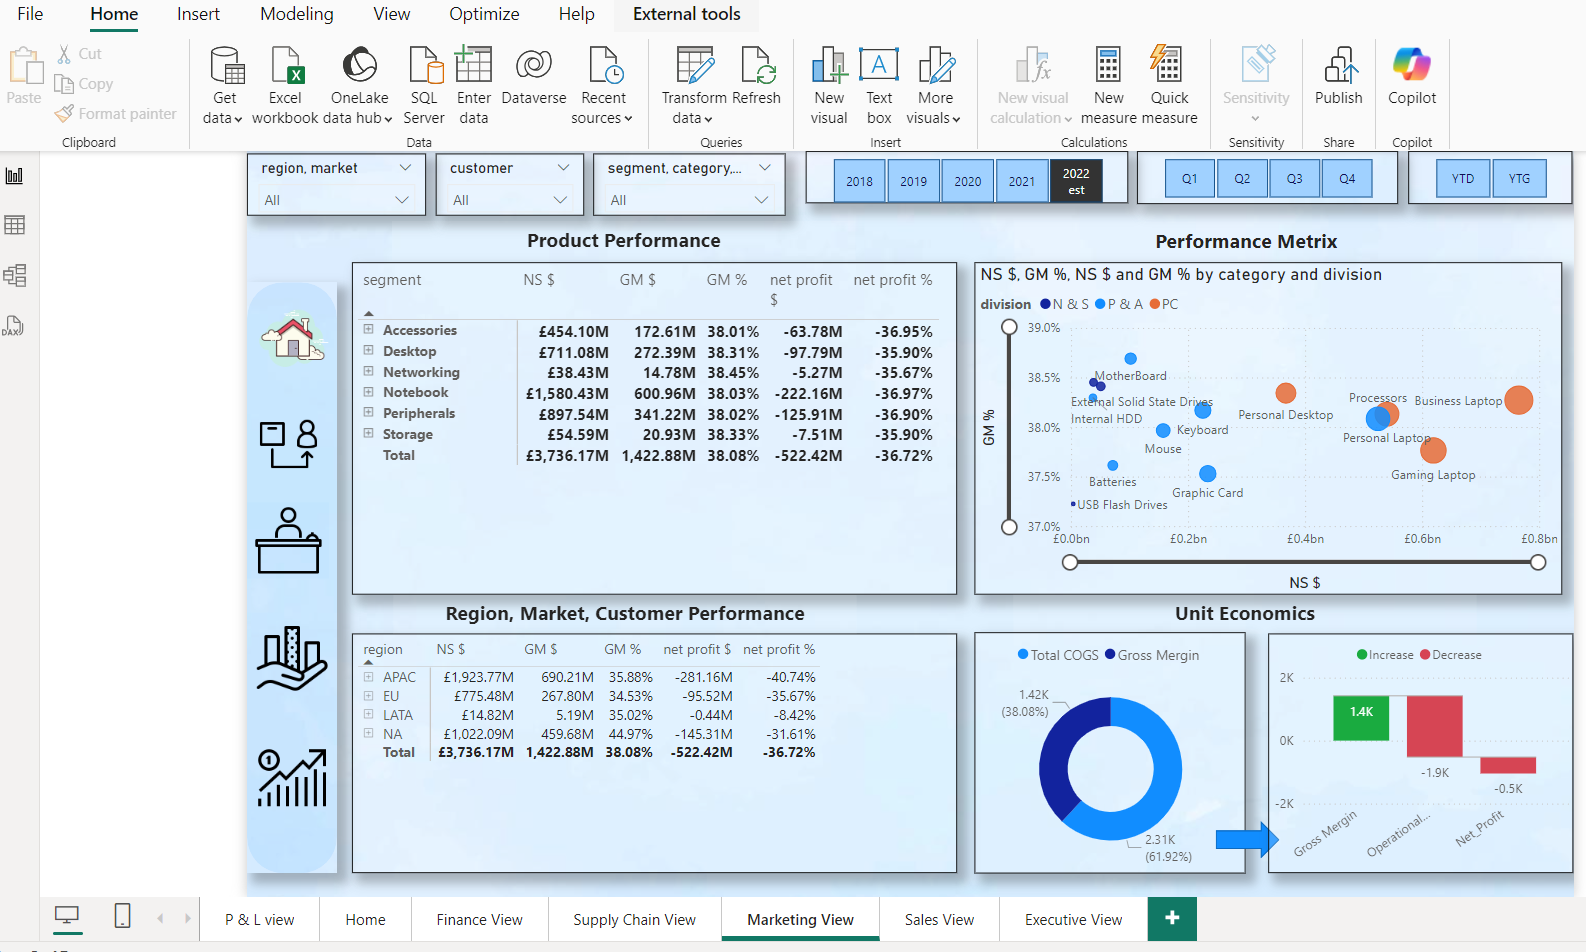 File Home Insert Modeling View Optimize Help External tools
Paste
Cut
Copy
Format painter
Clipboard
Get data
Excel workbook
OneLake data hub
SQL Server
Enter data
Dataverse
Recent sources
Data
Transform data
Refresh
Queries
New visual
Text box
More visuals
Insert
New visual calculation
New measure
Quick measure
Calculations
Sensitivity
Sensitivity
Publish
Share
Copilot
Copilot
DAX
region, market
All
customer
All
segment, category,...
All
2018 2019 2020 2021 2022 est
Q1 Q2 Q3 Q4
YTD YTG
Product Performance
segment NS $ GM $ GM % net profit $ net profit %
Accessories £454.10M 172.61M 38.01% -63.78M -36.95%
Desktop £711.08M 272.39M 38.31% -97.79M -35.90%
Networking £38.43M 14.78M 38.45% -5.27M -35.67%
Notebook £1,580.43M 600.96M 38.03% -222.16M -36.97%
Peripherals £897.54M 341.22M 38.02% -125.91M -36.90%
Storage £54.59M 20.93M 38.33% -7.51M -35.90%
Total £3,736.17M 1,422.88M 38.08% -522.42M -36.72%
Performance Metrix
NS $, GM %, NS $ and GM % by category and division
division N & S P & A PC
GM %
39.0%
38.5%
38.0%
37.5%
37.0%
MotherBoard
External Solid State Drives
Internal HDD
Keyboard
Mouse
Batteries
Graphic Card
USB Flash Drives
Personal Desktop
Processors
Business Laptop
Personal Laptop
Gaming Laptop
£0.0bn £0.2bn £0.4bn £0.6bn £0.8bn
NS $
Region, Market, Customer Performance
region NS $ GM $ GM % net profit $ net profit %
APAC £1,923.77M 690.21M 35.88% -281.16M -40.74%
EU £775.48M 267.80M 34.53% -95.52M -35.67%
LATA £14.82M 5.19M 35.02% -0.44M -8.42%
NA £1,022.09M 459.68M 44.97% -145.31M -31.61%
Total £3,736.17M 1,422.88M 38.08% -522.42M -36.72%
Unit Economics
Total COGS Gross Mergin
1.42K
(38.08%)
2.31K
(61.92%)
Increase Decrease
2K
0K
-2K
1.4K
-1.9K
-0.5K
Gross Mergin
Operational...
Net_Profit
1
P & L view Home Finance View Supply Chain View Marketing View Sales View Executive View +